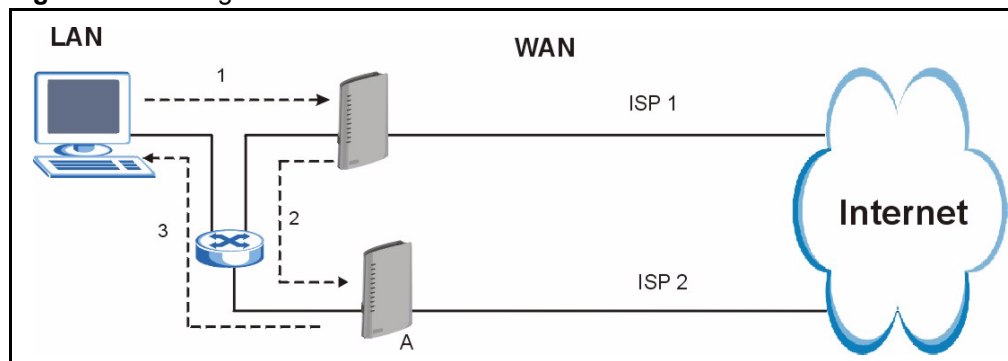 LAN
WAN
1
ISP 1
2
3
Internet
ISP 2
A